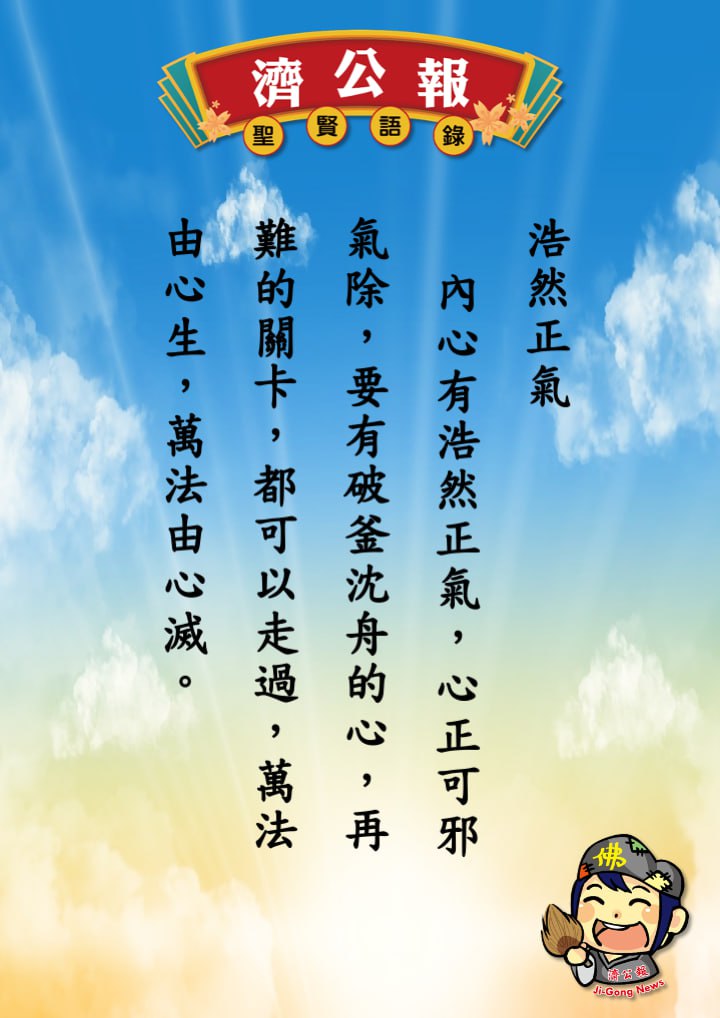 濟公報
聖賢語錄
浩然正氣
內心有浩然正氣，心正可邪
氣除，要有破釜沈舟的心，再
難的關卡，都可以走過，萬法
由心生，萬法由心滅。
佛
濟公報
Ji-Gong News